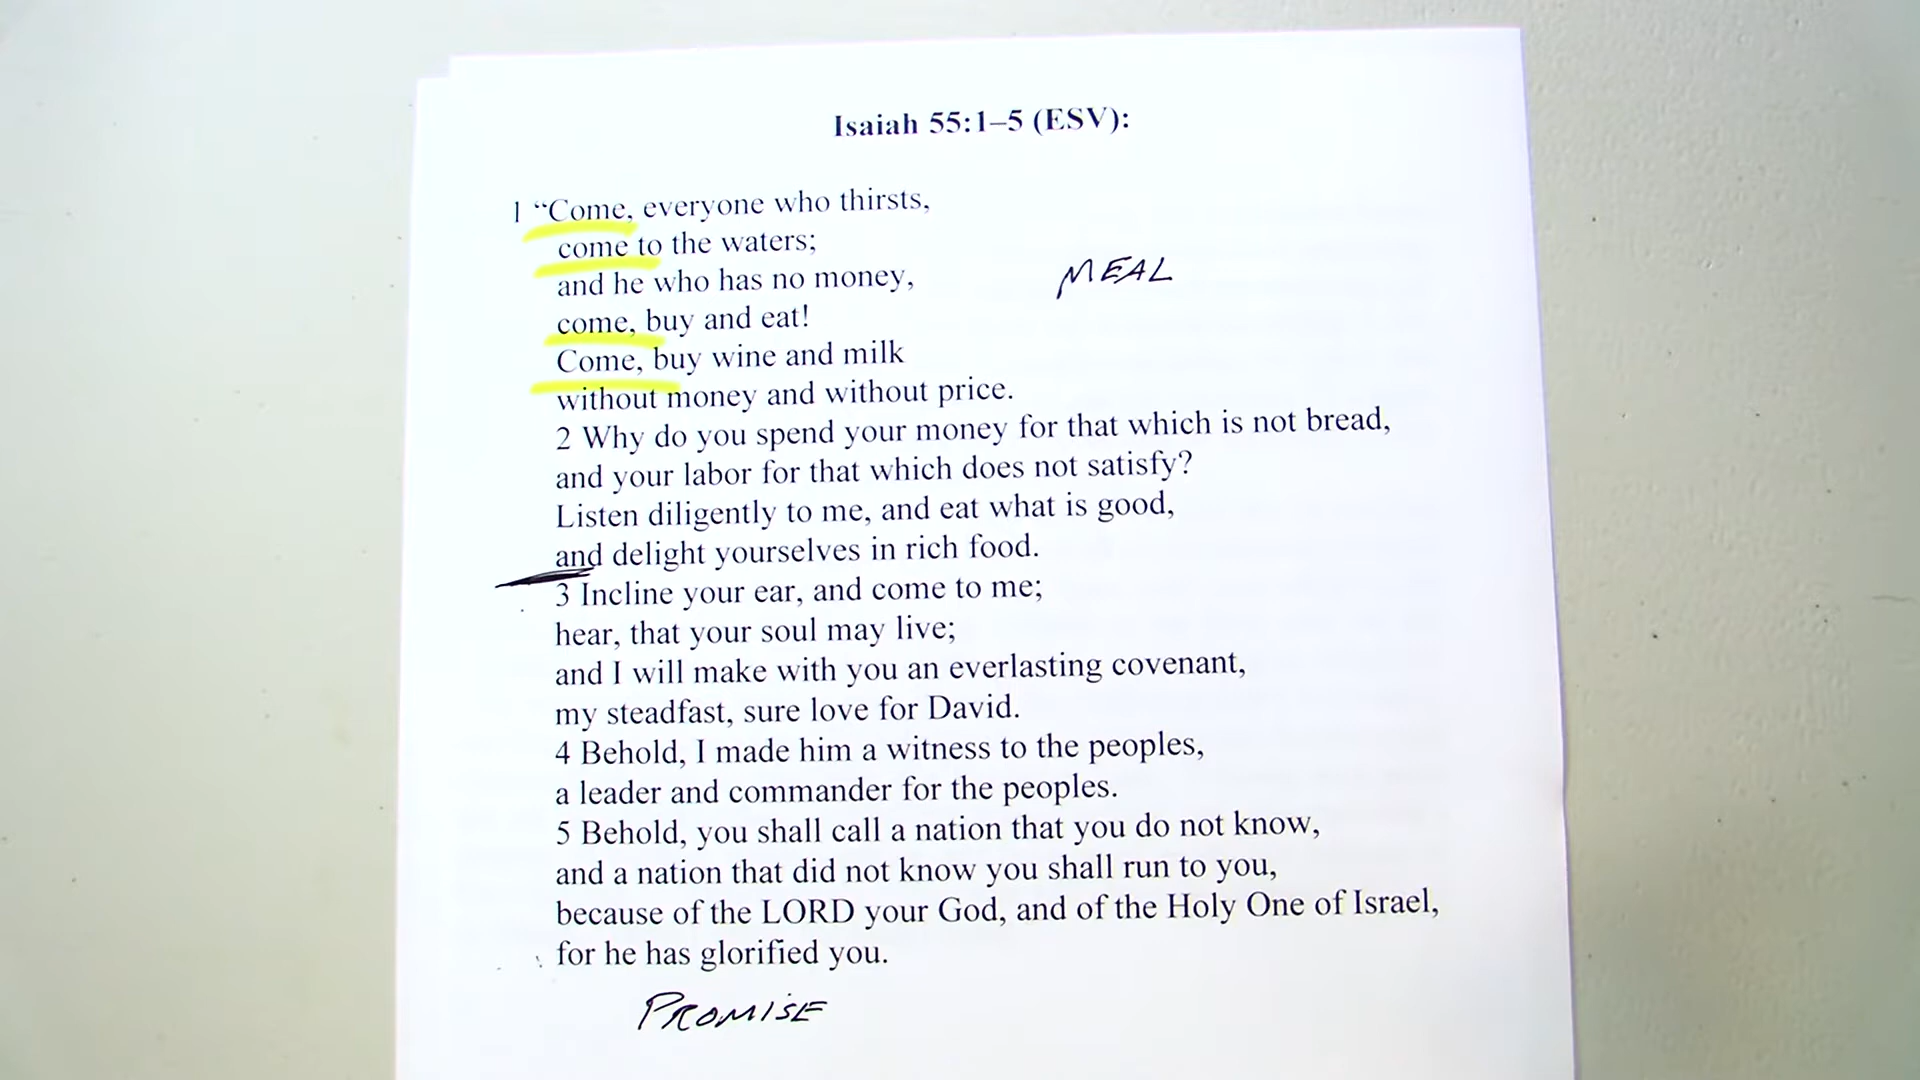 Isaiah 55:1–5 (ESV):
1 “Come, everyone who thirsts,
come to the waters;
and he who has no money,
MEAL
come, buy and eat!
Come, buy wine and milk
without money and without price.
2 Why do you spend your money for that which is not bread,
and your labor for that which does not satisfy?
Listen diligently to me, and eat what is good,
and delight yourselves in rich food.
3 Incline your ear, and come to me;
hear, that your soul may live;
and I will make with you an everlasting covenant,
my steadfast, sure love for David.
4 Behold, I made him a witness to the peoples,
a leader and commander for the peoples.
5 Behold, you shall call a nation that you do not know,
and a nation that did not know you shall run to you,
because of the LORD your God, and of the Holy One of Israel,
for he has glorified you.
PROMISE